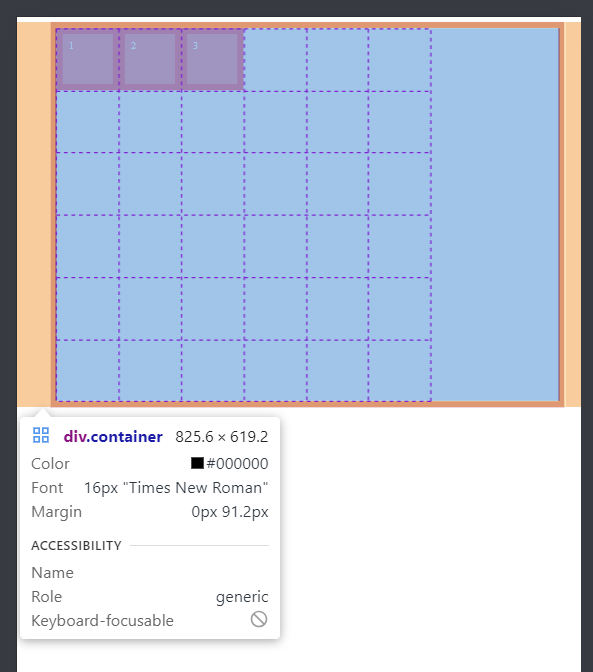 1 2 3
div.container 825.6 × 619.2
Color #000000
Font 16px "Times New Roman"
Margin 0px 91.2px
ACCESSIBILITY
Name
Role generic
Keyboard-focusable